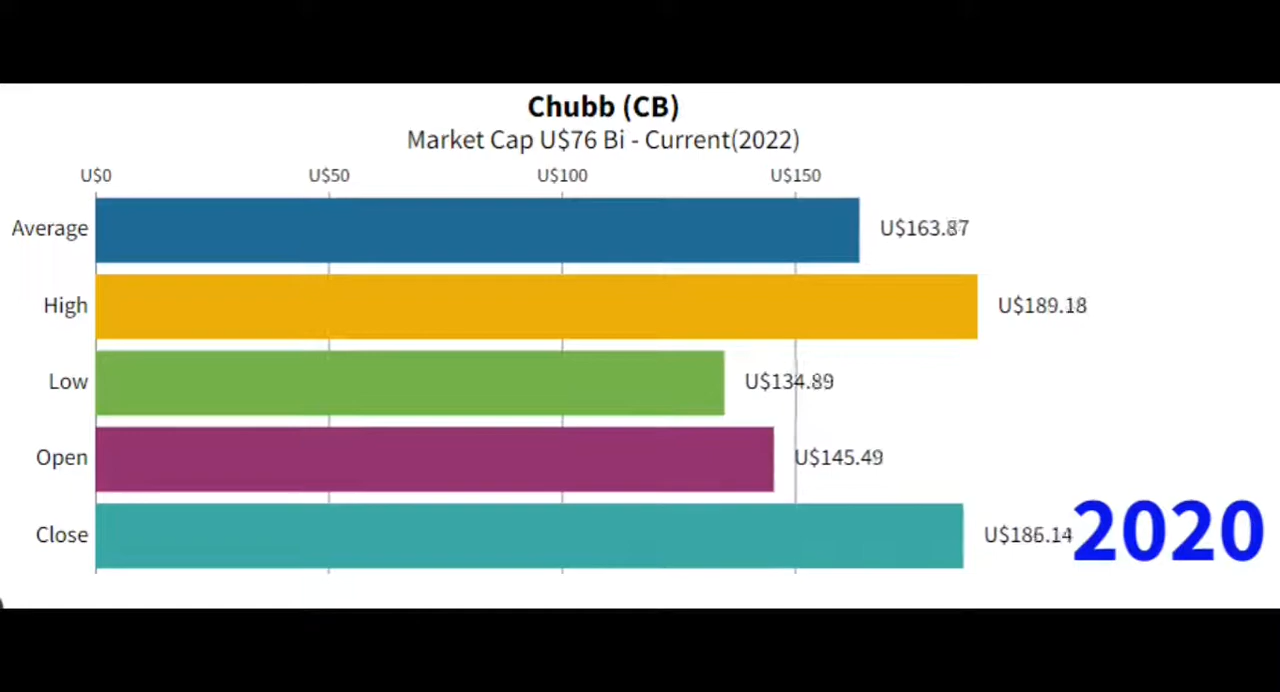 Chubb (CB)
Market Cap U$76 Bi - Current(2022)
U$0 U$50 U$100 U$150
Average U$163.87
High U$189.18
Low U$134.89
Open U$145.49
Close U$186.14
2020